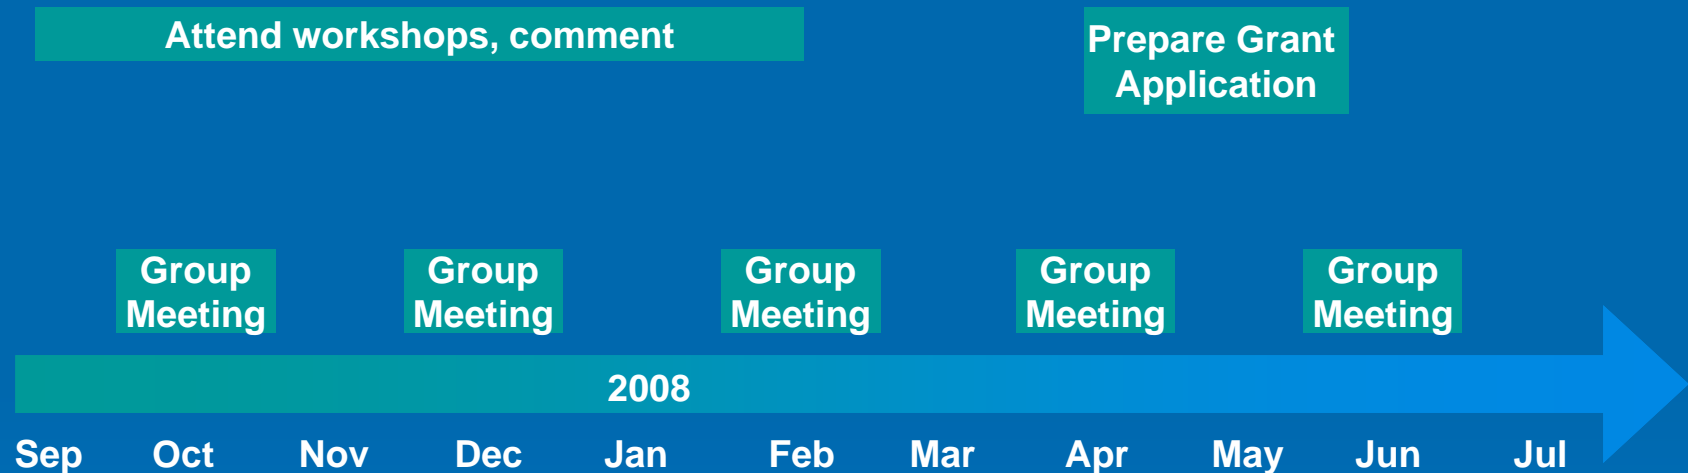 Attend workshops, comment
Prepare Grant
Application
Group
Meeting
Group
Meeting
Group
Meeting
Group
Meeting
Group
Meeting
2008
Sep Oct Nov Dec Jan Feb Mar Apr May Jun Jul